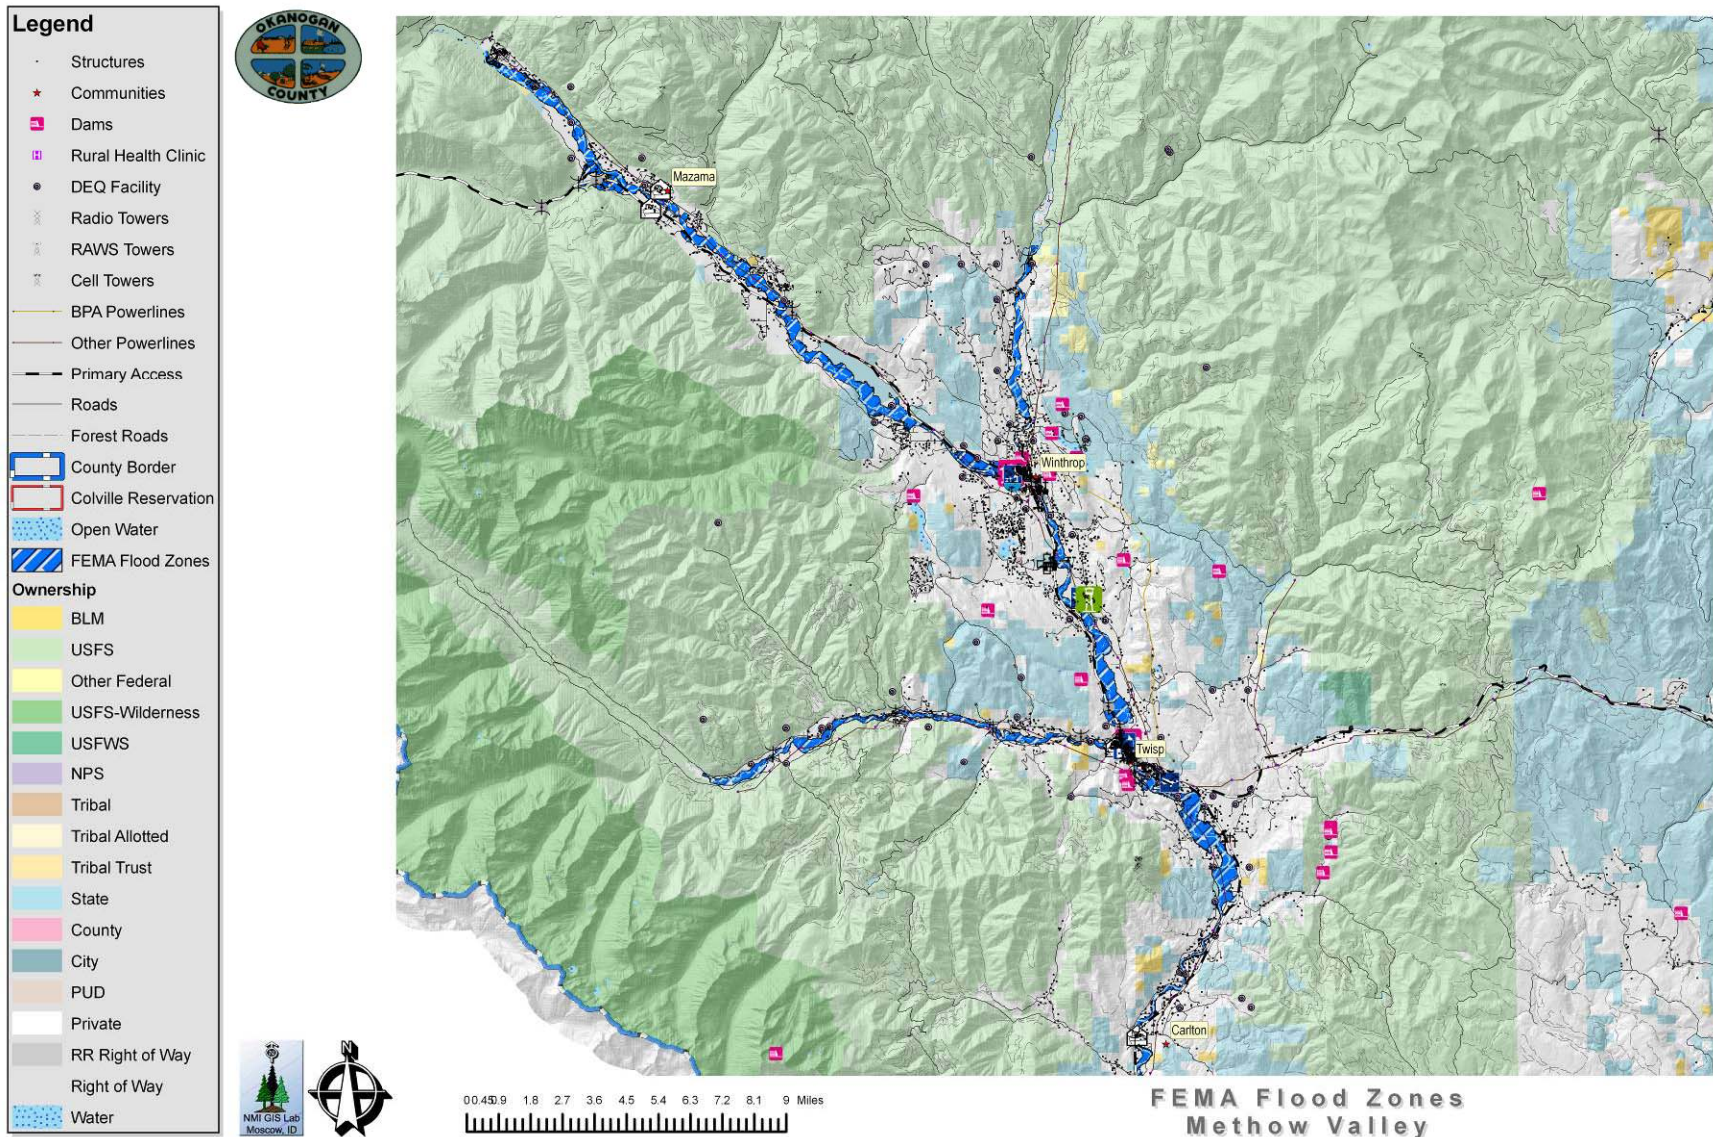 Legend
Structures
Communities
Dams
Rural Health Clinic
DEQ Facility
Radio Towers
RAWS Towers
Cell Towers
BPA Powerlines
Other Powerlines
Primary Access
Roads
Forest Roads
County Border
Colville Reservation
Open Water
FEMA Flood Zones
Ownership
BLM
USFS
Other Federal
USFS-Wilderness
USFWS
NPS
Tribal
Tribal Allotted
Tribal Trust
State
County
City
PUD
Private
RR Right of Way
Right of Way
Water
OKANOGAN
COUNTY
Mazama
Winthrop
Twisp
Carlton
NMI GIS Lab
Moscow, ID
N
00.450.9 1.8 2.7 3.6 4.5 5.4 6.3 7.2 8.1 9 Miles
FEMA Flood Zones
Methow Valley